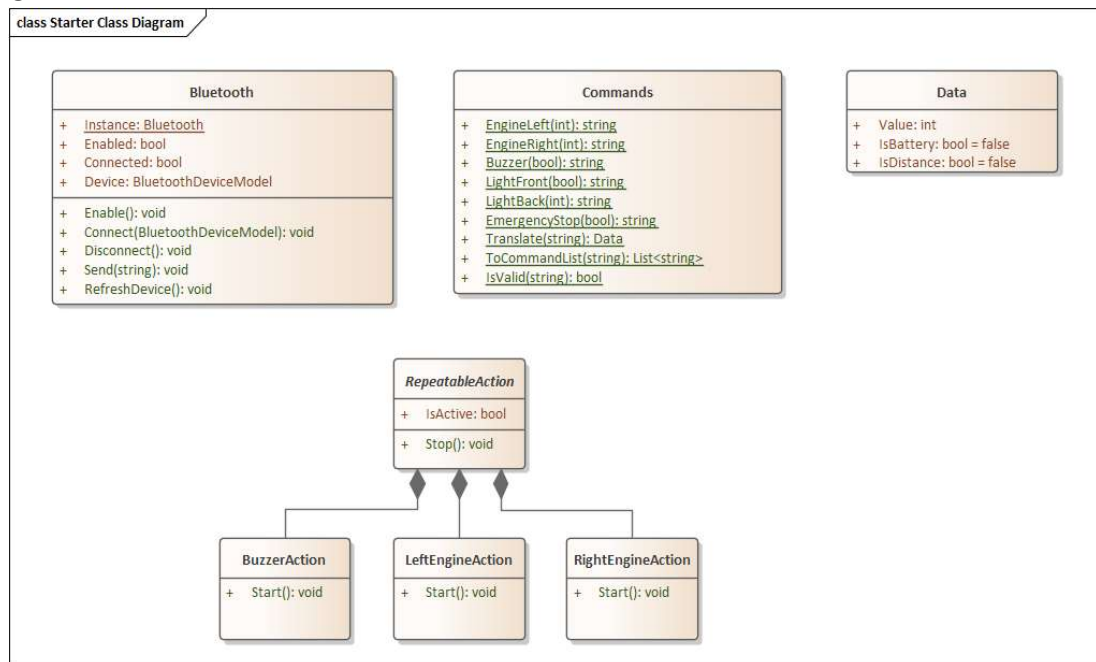 class Starter Class Diagram
Bluetooth
+ Instance: Bluetooth
+ Enabled: bool
+ Connected: bool
+ Device: BluetoothDeviceModel
+ Enable(): void
+ Connect(BluetoothDeviceModel): void
+ Disconnect(): void
+ Send(string): void
+ RefreshDevice(): void
Commands
+ EngineLeft(int): string
+ EngineRight(int): string
+ Buzzer(bool): string
+ LightFront(bool): string
+ LightBack(int): string
+ EmergencyStop(bool): string
+ Translate(string): Data
+ ToCommandList(string): List<string>
+ IsValid(string): bool
Data
+ Value: int
+ IsBattery: bool = false
+ IsDistance: bool = false
RepeatableAction
+ IsActive: bool
+ Stop(): void
BuzzerAction
+ Start(): void
LeftEngineAction
+ Start(): void
RightEngineAction
+ Start(): void